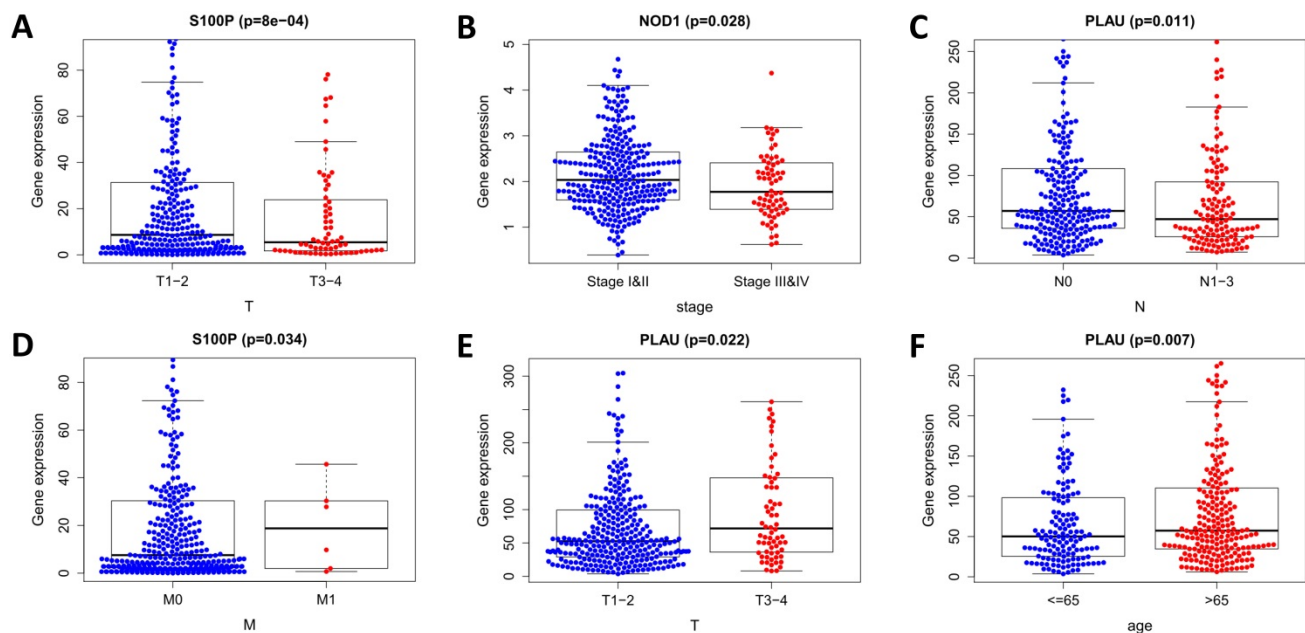 A
S100P (p=8e−04)
Gene expression
80
60
40
20
0
T1−2 T3−4
T
B
NOD1 (p=0.028)
Gene expression
5
4
3
2
1
Stage I&II Stage III&IV
stage
C
PLAU (p=0.011)
Gene expression
250
200
150
100
50
0
N0 N1−3
N
D
S100P (p=0.034)
Gene expression
80
60
40
20
0
M0 M1
M
E
PLAU (p=0.022)
Gene expression
300
200
100
50
0
T1−2 T3−4
T
F
PLAU (p=0.007)
Gene expression
250
200
150
100
50
0
<=65 >65
age